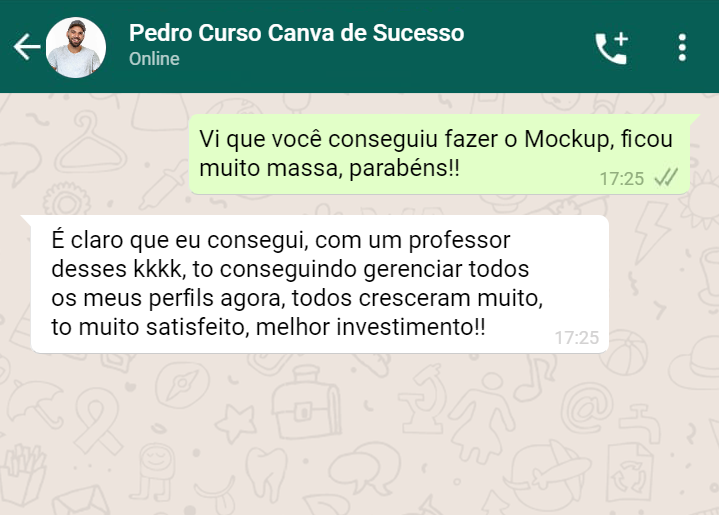 Pedro Curso Canva de Sucesso
Online
Vi que você conseguiu fazer o Mockup, ficou
muito massa, parabéns!!
17:25
É claro que eu consegui, com um professor
desses kkkk, to conseguindo gerenciar todos
os meus perfils agora, todos cresceram muito,
to muito satisfeito, melhor investimento!!
17:25